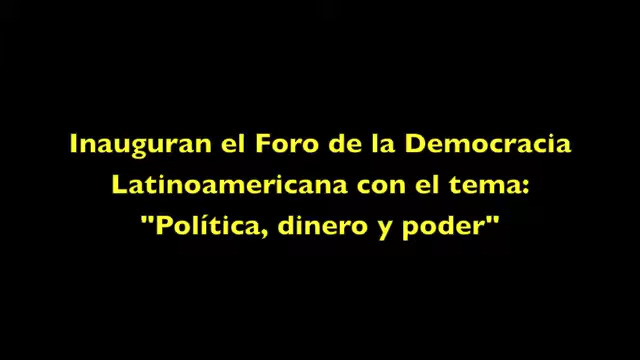 Inauguran el Foro de la Democracia
Latinoamericana con el tema:
"Política, dinero y poder"